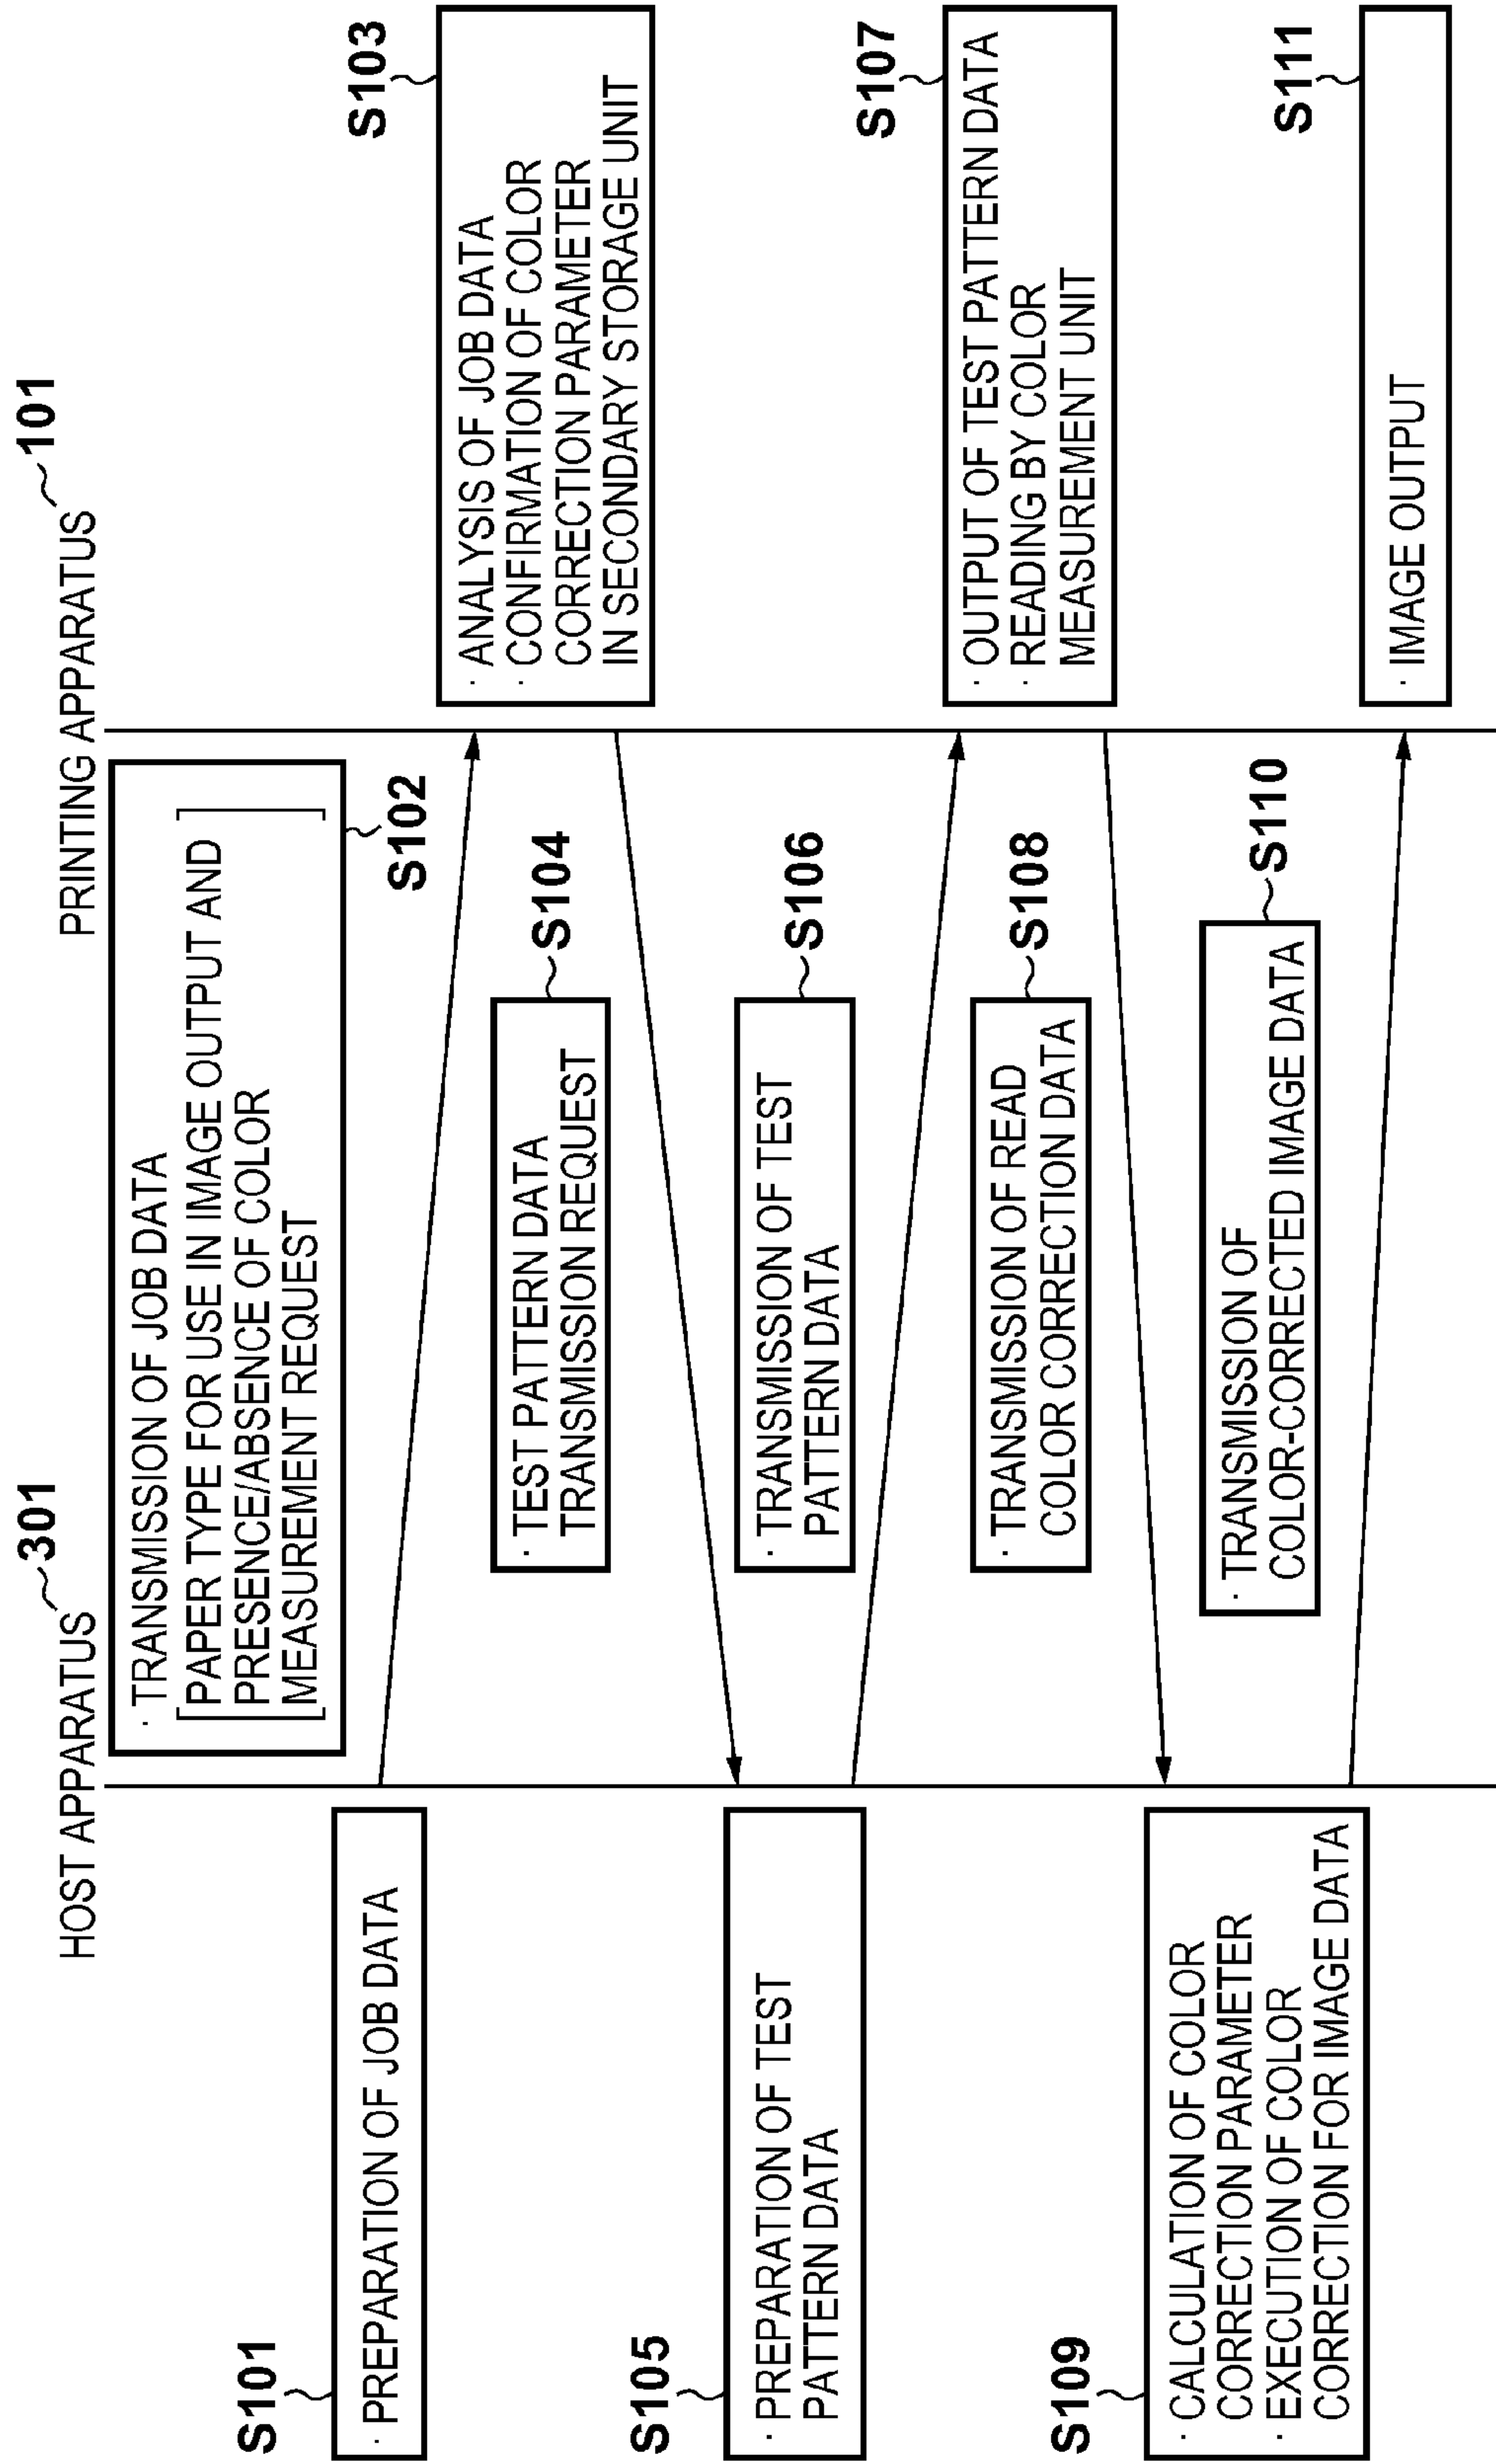 HOST APPARATUS 301
PRINTING APPARATUS 101
S101
· PREPARATION OF JOB DATA
· TRANSMISSION OF JOB DATA
[PAPER TYPE FOR USE IN IMAGE OUTPUT AND
PRESENCE/ABSENCE OF COLOR
MEASUREMENT REQUEST]
S102
S103
· ANALYSIS OF JOB DATA
· CONFIRMATION OF COLOR
CORRECTION PARAMETER
IN SECONDARY STORAGE UNIT
S104
· TEST PATTERN DATA
TRANSMISSION REQUEST
S105
· PREPARATION OF TEST
PATTERN DATA
S106
· TRANSMISSION OF TEST
PATTERN DATA
S107
· OUTPUT OF TEST PATTERN DATA
· READING BY COLOR
MEASUREMENT UNIT
S108
· TRANSMISSION OF READ
COLOR CORRECTION DATA
S109
· CALCULATION OF COLOR
CORRECTION PARAMETER
· EXECUTION OF COLOR
CORRECTION FOR IMAGE DATA
S110
· TRANSMISSION OF
COLOR-CORRECTED IMAGE DATA
S111
· IMAGE OUTPUT